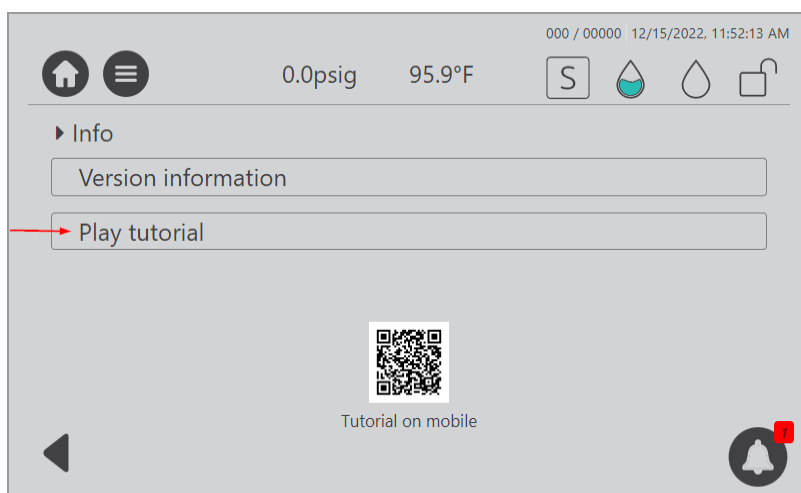 000 / 00000 12/15/2022, 11:52:13 AM
0.0psig 95.9°F S
Info
Version information
Play tutorial
Tutorial on mobile
1